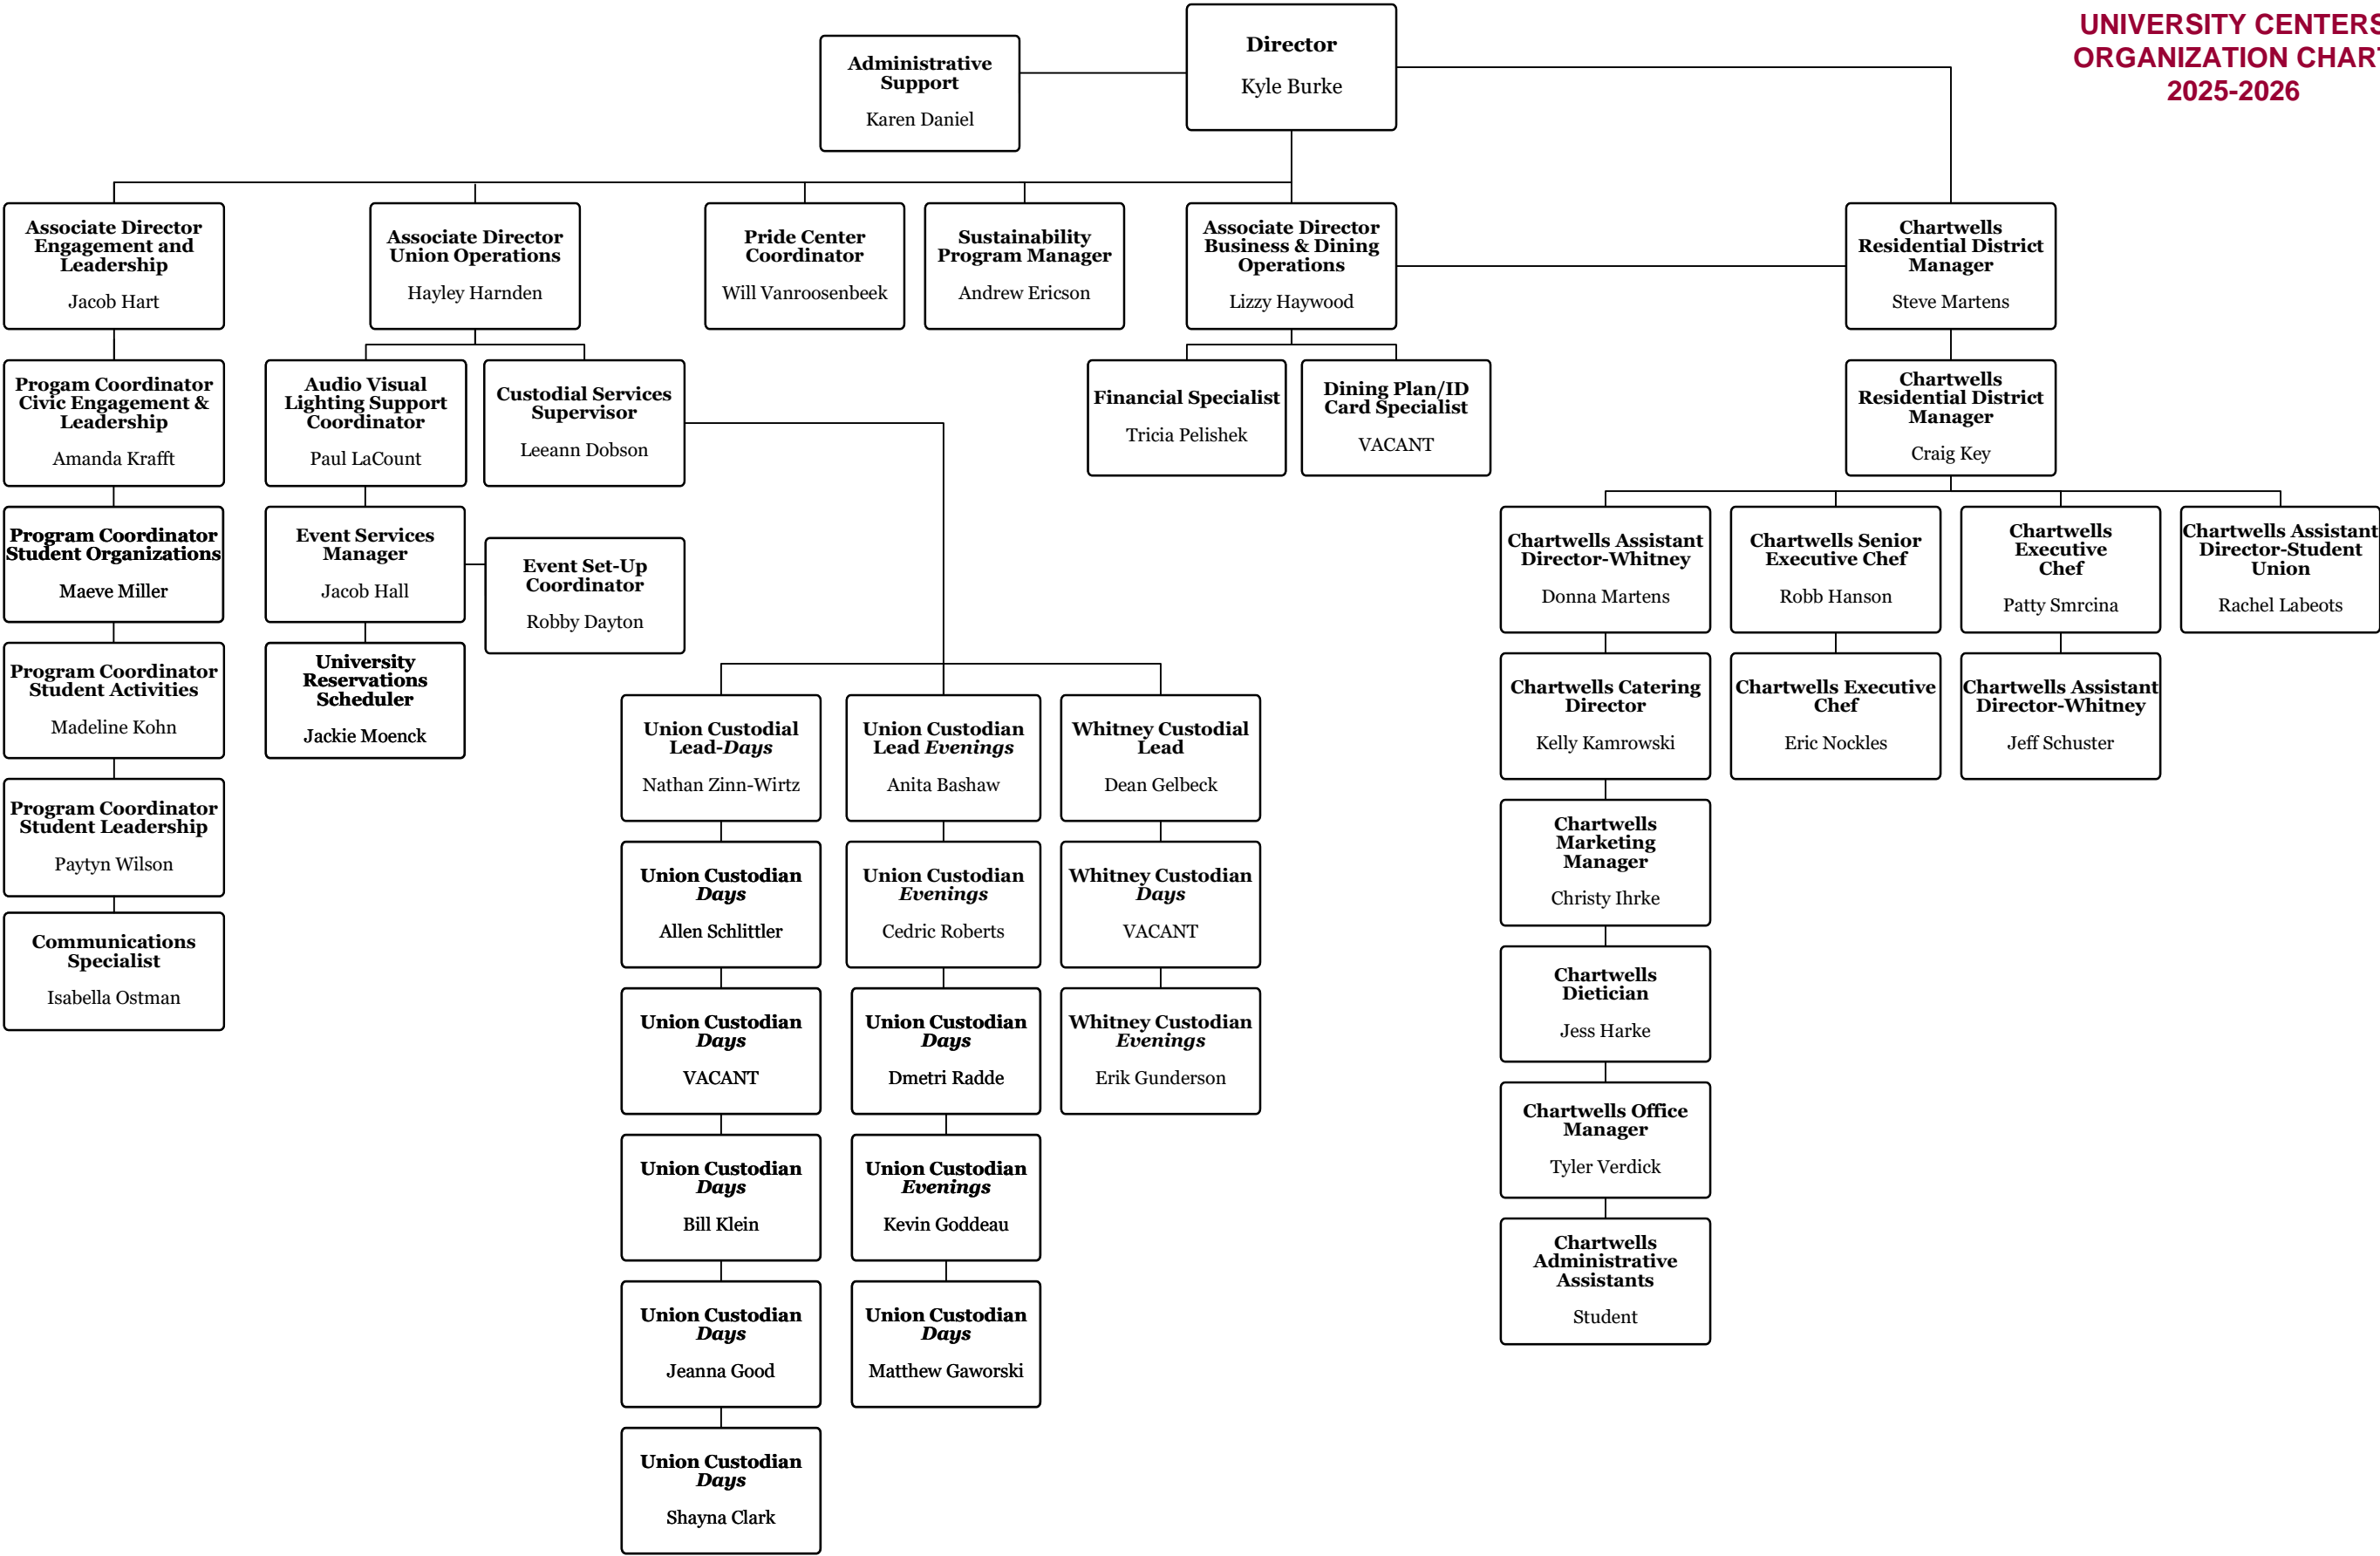 UNIVERSITY CENTERS
ORGANIZATION CHART
2025-2026
Director
Kyle Burke
Administrative
Support
Karen Daniel
Associate Director
Engagement and
Leadership
Jacob Hart
Associate Director
Union Operations
Hayley Harnden
Pride Center
Coordinator
Will Vanroosenbeek
Sustainability
Program Manager
Andrew Ericson
Associate Director
Business & Dining
Operations
Lizzy Haywood
Chartwells
Residential District
Manager
Steve Martens
Progam Coordinator
Civic Engagement &
Leadership
Amanda Krafft
Audio Visual
Lighting Support
Coordinator
Paul LaCount
Custodial Services
Supervisor
Leeann Dobson
Financial Specialist
Tricia Pelishek
Dining Plan/ID
Card Specialist
VACANT
Chartwells
Residential District
Manager
Craig Key
Program Coordinator
Student Organizations
Maeve Miller
Event Services
Manager
Jacob Hall
Event Set-Up
Coordinator
Robby Dayton
Chartwells Assistant
Director-Whitney
Donna Martens
Chartwells Senior
Executive Chef
Robb Hanson
Chartwells
Executive
Chef
Patty Smrcina
Chartwells Assistant
Director-Student
Union
Rachel Labeots
Program Coordinator
Student Activities
Madeline Kohn
University
Reservations
Scheduler
Jackie Moenck
Union Custodial
Lead-Days
Nathan Zinn-Wirtz
Union Custodian
Lead Evenings
Anita Bashaw
Whitney Custodial
Lead
Dean Gelbeck
Chartwells Catering
Director
Kelly Kamrowski
Chartwells Executive
Chef
Eric Nockles
Chartwells Assistant
Director-Whitney
Jeff Schuster
Program Coordinator
Student Leadership
Paytyn Wilson
Union Custodian
Days
Allen Schlittler
Union Custodian
Evenings
Cedric Roberts
Whitney Custodian
Days
VACANT
Chartwells
Marketing
Manager
Christy Ihrke
Communications
Specialist
Isabella Ostman
Union Custodian
Days
VACANT
Union Custodian
Days
Dmetri Radde
Whitney Custodian
Evenings
Erik Gunderson
Chartwells
Dietician
Jess Harke
Union Custodian
Days
Bill Klein
Union Custodian
Evenings
Kevin Goddeau
Chartwells Office
Manager
Tyler Verdick
Union Custodian
Days
Jeanna Good
Union Custodian
Days
Matthew Gaworski
Chartwells
Administrative
Assistants
Student
Union Custodian
Days
Shayna Clark